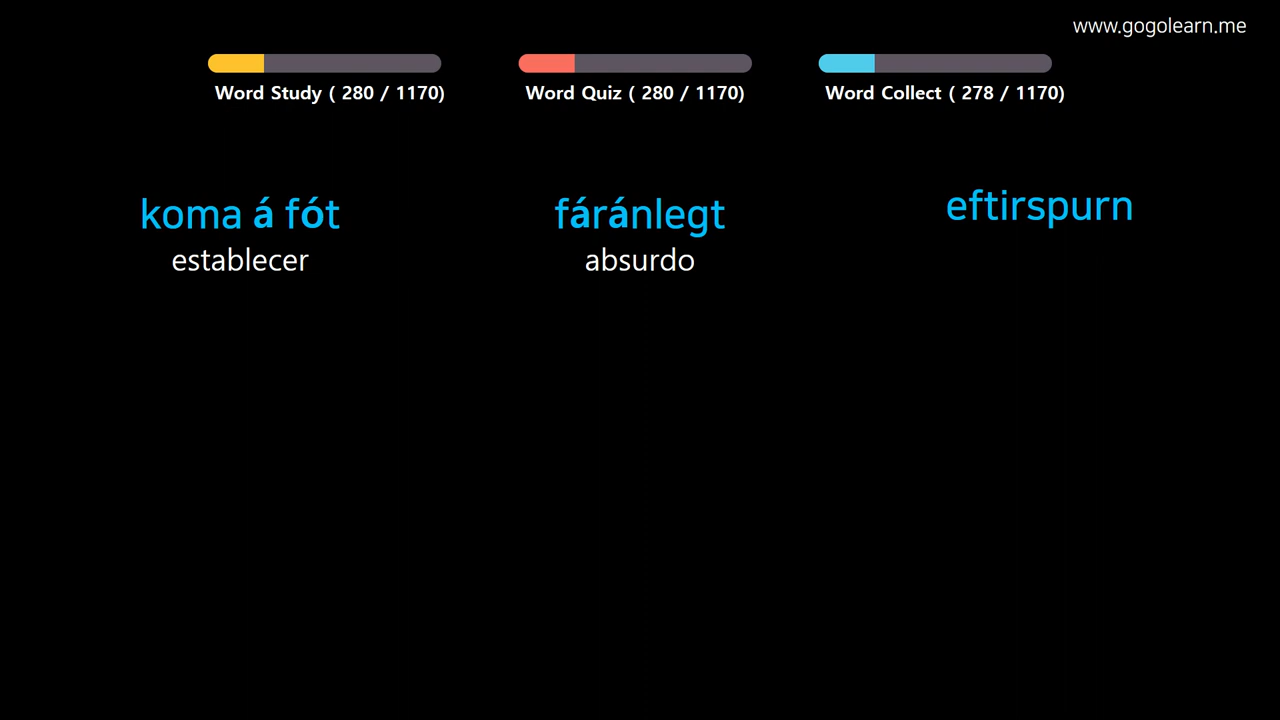 www.gogolearn.me
Word Study ( 280 / 1170)
Word Quiz ( 280 / 1170)
Word Collect ( 278 / 1170)
koma á fót
establecer
fáránlegt
absurdo
eftirspurn